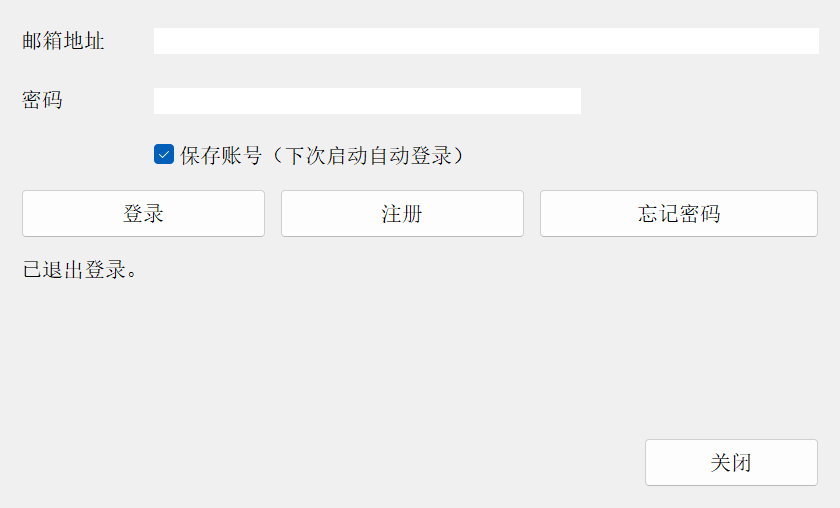 邮箱地址
密码
保存账号（下次启动自动登录）
登录 注册 忘记密码
已退出登录。
关闭